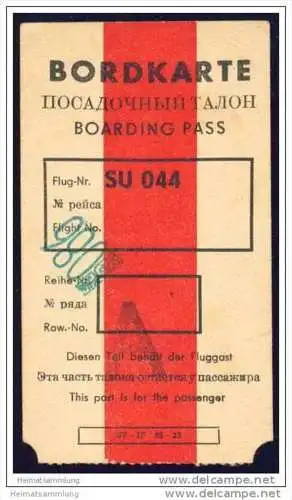 BORDKARTE
ПОСАДОЧНЫЙ ТАЛОН
BOARDING PASS
Flug-Nr. SU 044
№ рейса
Flight No.
Reihe-Nr.
№ ряда
Row.-No.
A
Diesen Teil behält der Fluggast
Эта часть талона остается у пассажира
This part is for the passenger
Heimatsammlung
Heimatsammlung
www.delcampe.net